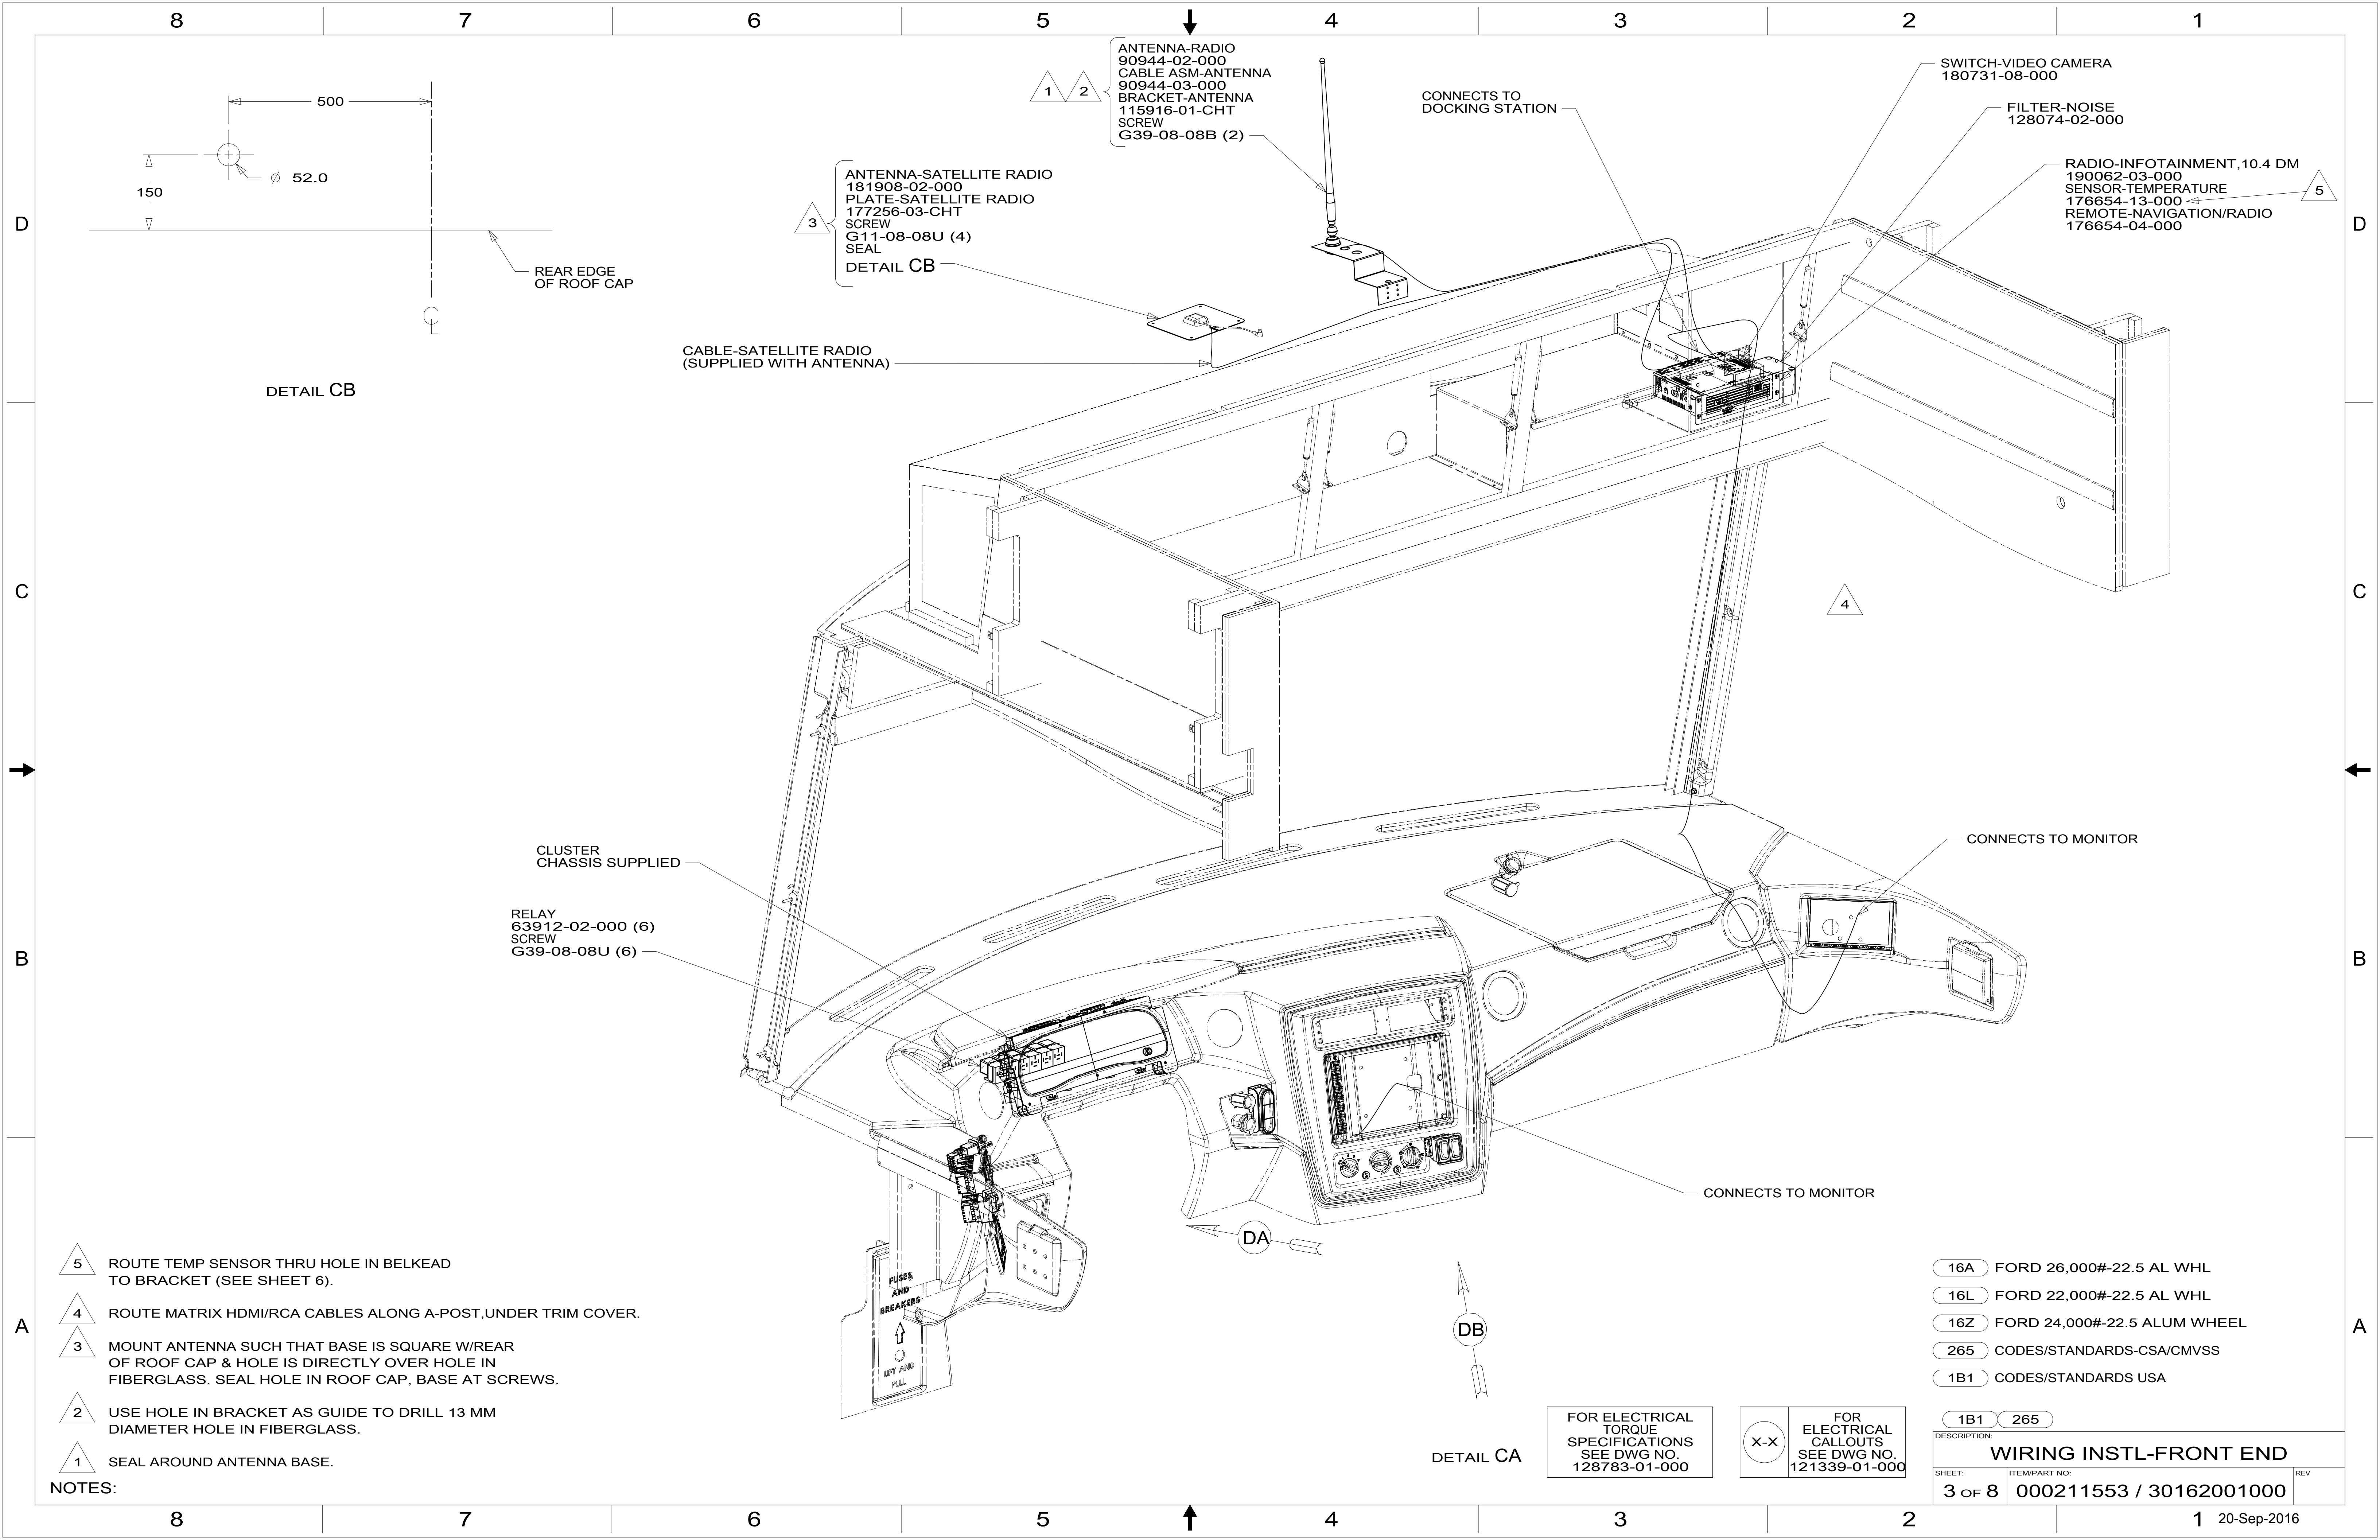 8 7 6 5 4 3 2 1
D
C
B
A
D
C
B
A
500
150
Ø 52.0
REAR EDGE
OF ROOF CAP
DETAIL CB
1 2
ANTENNA-RADIO
90944-02-000
CABLE ASM-ANTENNA
90944-03-000
BRACKET-ANTENNA
115916-01-CHT
SCREW
G39-08-08B (2)
3
ANTENNA-SATELLITE RADIO
181908-02-000
PLATE-SATELLITE RADIO
177256-03-CHT
SCREW
G11-08-08U (4)
SEAL
DETAIL CB
CABLE-SATELLITE RADIO
(SUPPLIED WITH ANTENNA)
CONNECTS TO
DOCKING STATION
SWITCH-VIDEO CAMERA
180731-08-000
FILTER-NOISE
128074-02-000
RADIO-INFOTAINMENT,10.4 DM
190062-03-000
SENSOR-TEMPERATURE
176654-13-000
REMOTE-NAVIGATION/RADIO
176654-04-000
5
4
CLUSTER
CHASSIS SUPPLIED
RELAY
63912-02-000 (6)
SCREW
G39-08-08U (6)
CONNECTS TO MONITOR
CONNECTS TO MONITOR
FUSES
AND
BREAKERS
LIFT AND
PULL
DA
DB
DETAIL CA
5 ROUTE TEMP SENSOR THRU HOLE IN BELKEAD
TO BRACKET (SEE SHEET 6).
4 ROUTE MATRIX HDMI/RCA CABLES ALONG A-POST,UNDER TRIM COVER.
3 MOUNT ANTENNA SUCH THAT BASE IS SQUARE W/REAR
OF ROOF CAP & HOLE IS DIRECTLY OVER HOLE IN
FIBERGLASS. SEAL HOLE IN ROOF CAP, BASE AT SCREWS.
2 USE HOLE IN BRACKET AS GUIDE TO DRILL 13 MM
DIAMETER HOLE IN FIBERGLASS.
1 SEAL AROUND ANTENNA BASE.
NOTES:
FOR ELECTRICAL
TORQUE
SPECIFICATIONS
SEE DWG NO.
128783-01-000
X-X
FOR
ELECTRICAL
CALLOUTS
SEE DWG NO.
121339-01-000
16A FORD 26,000#-22.5 AL WHL
16L FORD 22,000#-22.5 AL WHL
16Z FORD 24,000#-22.5 ALUM WHEEL
265 CODES/STANDARDS-CSA/CMVSS
1B1 CODES/STANDARDS USA
1B1 265
DESCRIPTION:
WIRING INSTL-FRONT END
SHEET: ITEM/PART NO: REV
3 OF 8 000211553 / 30162001000
8 7 6 5 4 3 2 1
20-Sep-2016